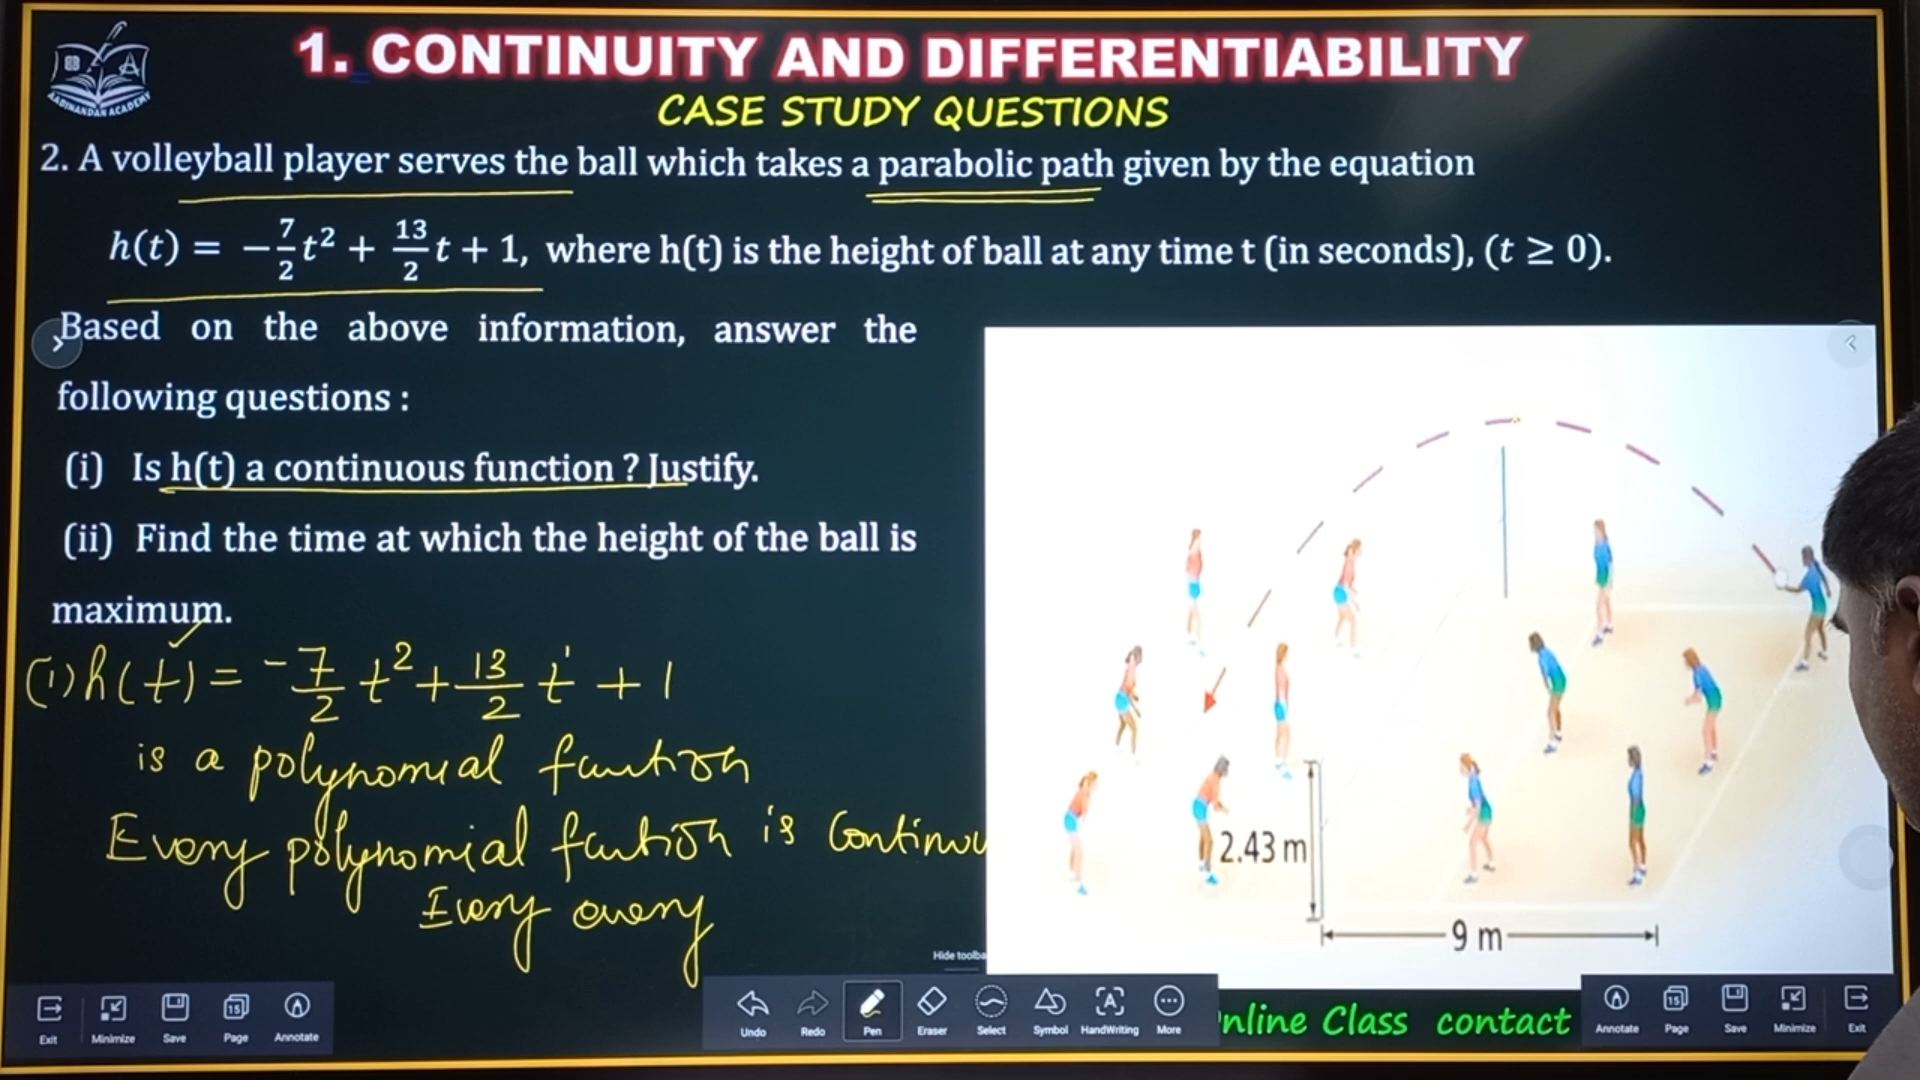 AADINANDAN ACADEMY
1. CONTINUITY AND DIFFERENTIABILITY
CASE STUDY QUESTIONS
2. A volleyball player serves the ball which takes a parabolic path given by the equation
h(t) = −7/2 t² + 13/2 t + 1, where h(t) is the height of ball at any time t (in seconds), (t ≥ 0).
Based on the above information, answer the
following questions :
(i) Is h(t) a continuous function ? Justify.
(ii) Find the time at which the height of the ball is
maximum.
(i) h(t) = -7/2 t² + 13/2 t + 1
is a polynomial function
Every polynomial function is Continu
Every every
2.43 m
9 m
Hide toolba
Exit Minimize Save Page Annotate
Undo Redo Pen Eraser Select Symbol HandWriting More
nline Class contact
Annotate Page Save Minimize Exit